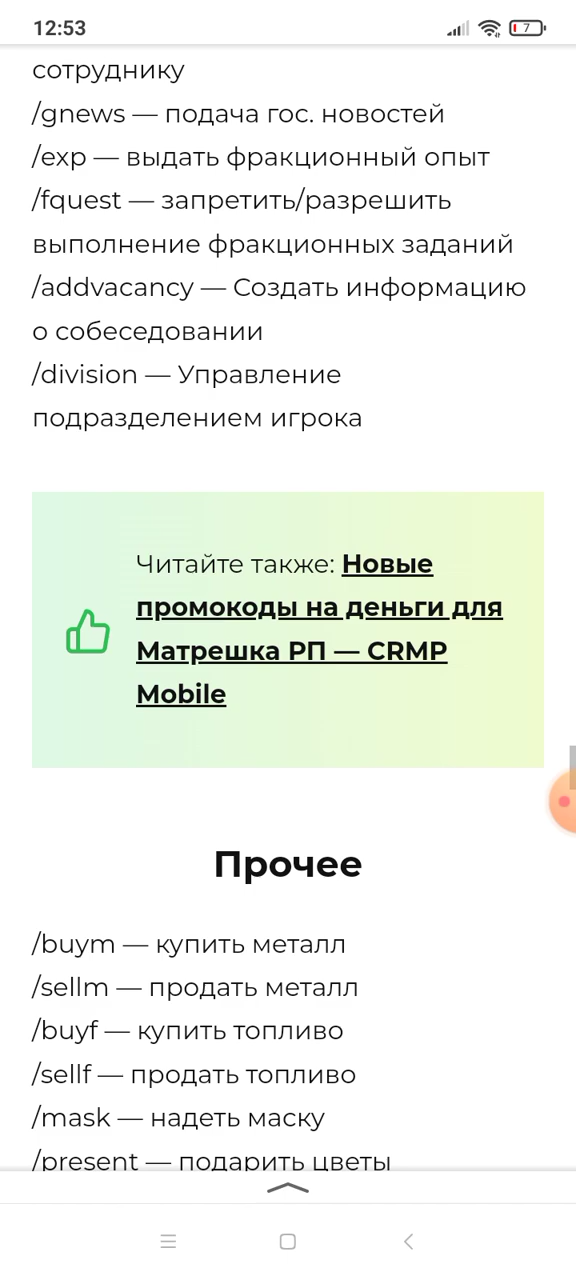 12:53
7
сотруднику
/gnews — подача гос. новостей
/exp — выдать фракционный опыт
/fquest — запретить/разрешить
выполнение фракционных заданий
/addvacancy — Создать информацию
о собеседовании
/division — Управление
подразделением игрока
Читайте также: Новые
промокоды на деньги для
Матрешка РП — CRMP
Mobile
Прочее
/buym — купить металл
/sellm — продать металл
/buyf — купить топливо
/sellf — продать топливо
/mask — надеть маску
/present — подарить цветы